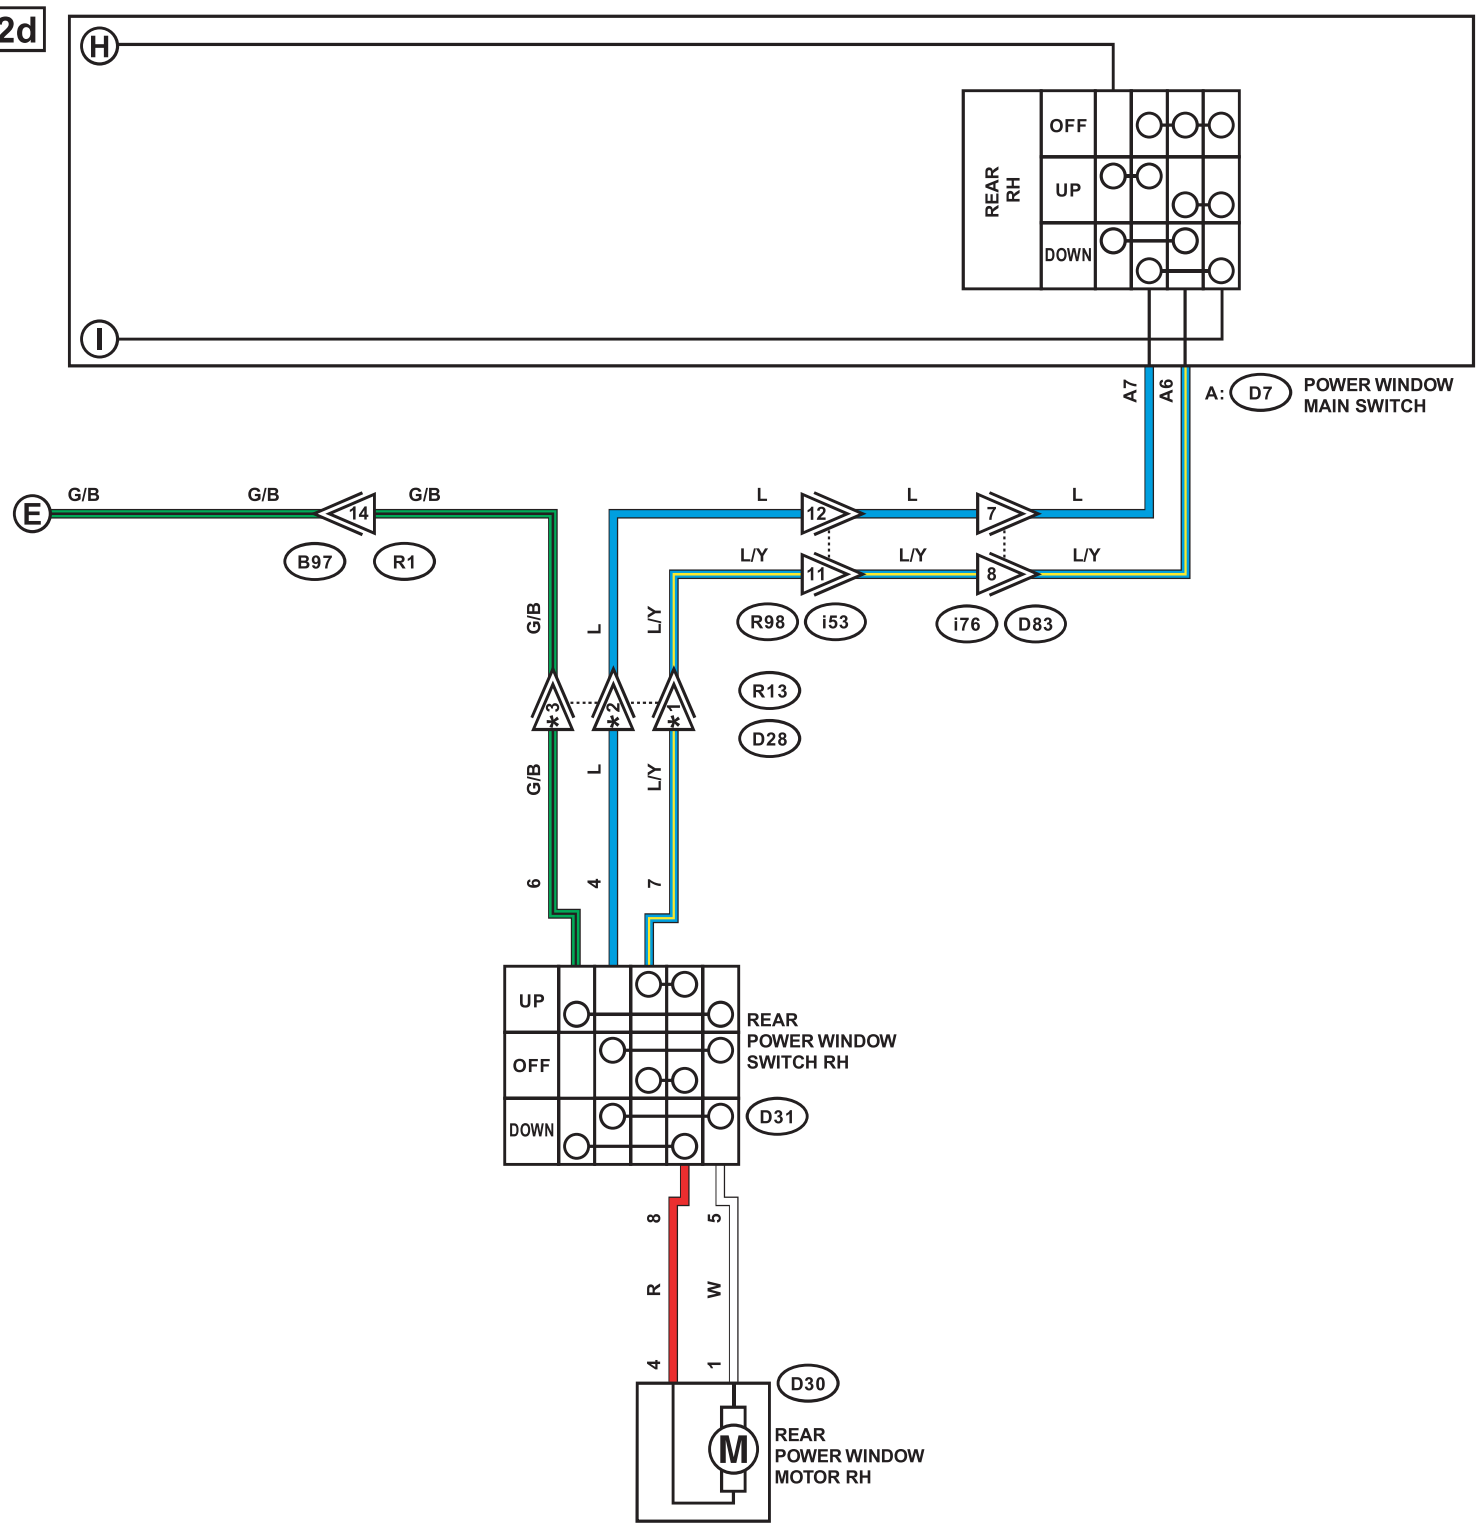 2d
H
REAR
RH
OFF
UP
DOWN
I
A7
A6
A: D7
POWER WINDOW
MAIN SWITCH
E
G/B
G/B
14
G/B
L
12
L
7
L
B97
R1
L/Y
11
L/Y
8
L/Y
G/B
L
L/Y
R98
i53
i76
D83
*3
*2
*1
R13
D28
G/B
L
L/Y
6
4
7
UP
OFF
DOWN
REAR
POWER WINDOW
SWITCH RH
D31
8
5
R
W
4
1
D30
M
REAR
POWER WINDOW
MOTOR RH